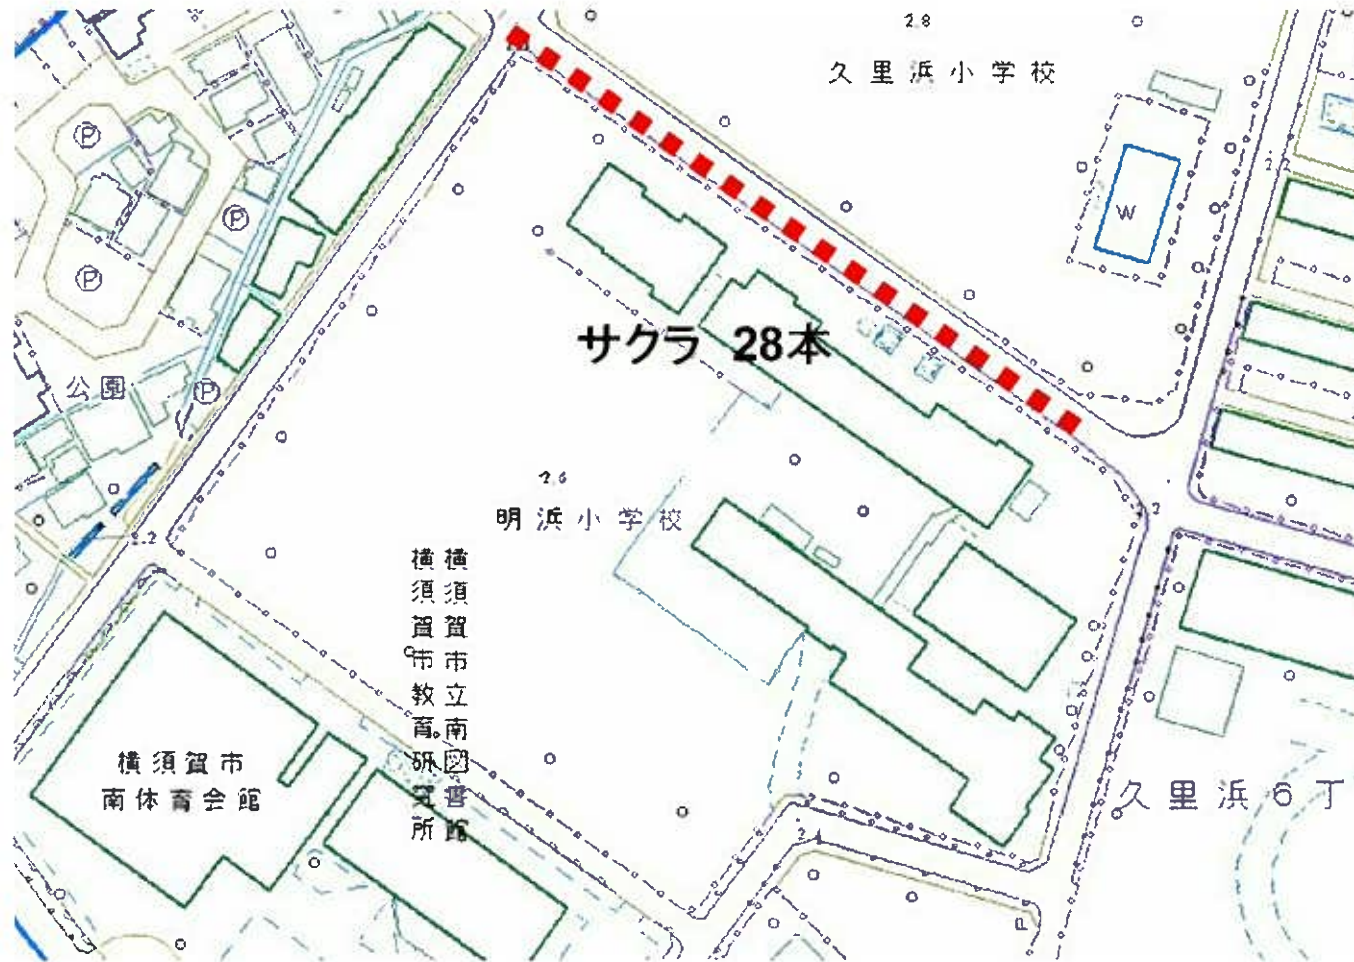 2.8
久里浜小学校
Ⓟ
Ⓟ
Ⓟ
W
サクラ 28本
公園
Ⓟ
2.6
明浜小学校
2.2
横須賀市立南図書館
横須賀市教育研究所
横須賀市
南体育会館
久里浜6丁